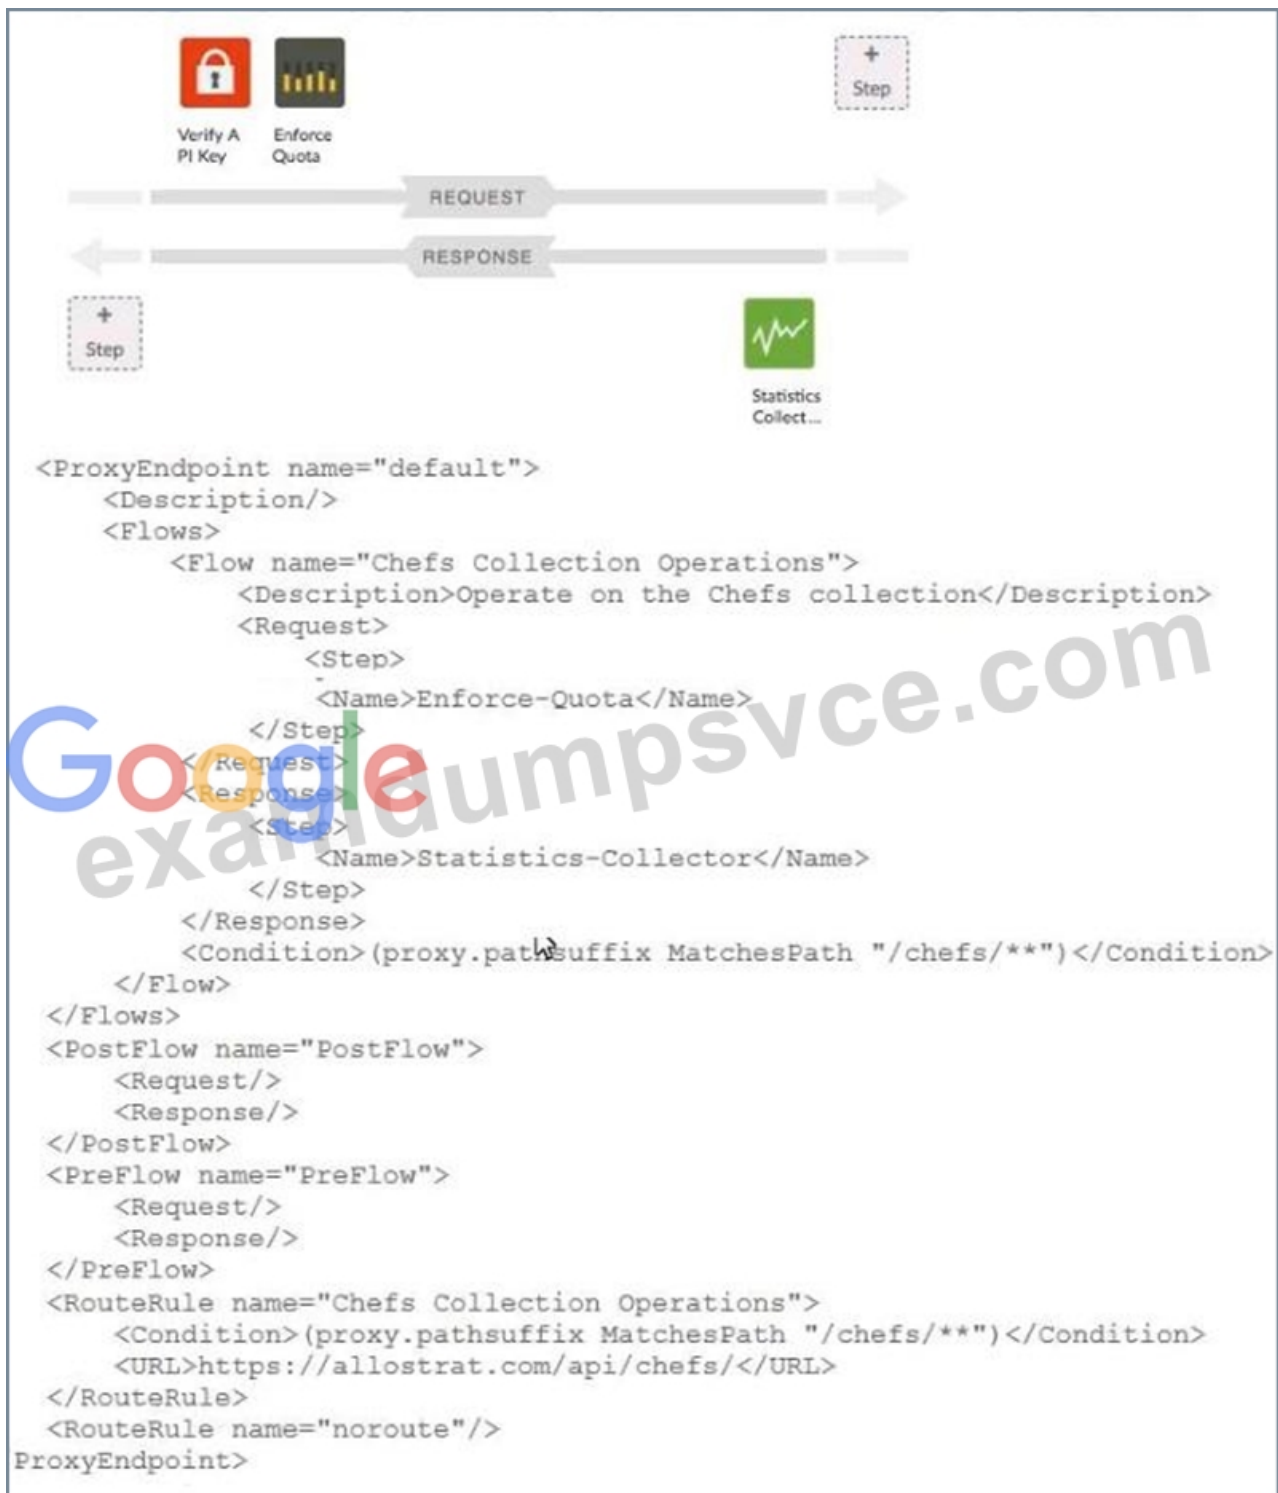 +
Step
Verify A
PI Key
Enforce
Quota
REQUEST
RESPONSE
+
Step
Statistics
Collect...
<ProxyEndpoint name="default">
<Description/>
<Flows>
<Flow name="Chefs Collection Operations">
<Description>Operate on the Chefs collection</Description>
<Request>
<Step>
<Name>Enforce-Quota</Name>
</Step>
</Request>
<Response>
<Step>
<Name>Statistics-Collector</Name>
</Step>
</Response>
<Condition>(proxy.pathsuffix MatchesPath "/chefs/**")</Condition>
</Flow>
</Flows>
<PostFlow name="PostFlow">
<Request/>
<Response/>
</PostFlow>
<PreFlow name="PreFlow">
<Request/>
<Response/>
</PreFlow>
<RouteRule name="Chefs Collection Operations">
<Condition>(proxy.pathsuffix MatchesPath "/chefs/**")</Condition>
<URL>https://allostrat.com/api/chefs/</URL>
</RouteRule>
<RouteRule name="noroute"/>
ProxyEndpoint>
Google
examdumpsvce.com